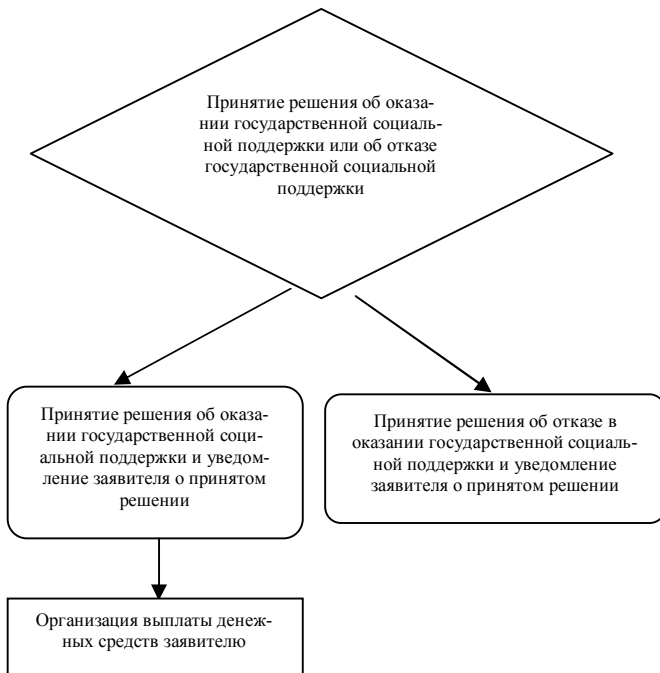 Принятие решения об оказа-
нии государственной социаль-
ной поддержки или об отказе
государственной социальной
поддержки
Принятие решения об оказа-
нии государственной соци-
альной поддержки и уведом-
ление заявителя о принятом
решении
Принятие решения об отказе в
оказании государственной социаль-
ной поддержки и уведомление
заявителя о принятом решении
Организация выплаты денеж-
ных средств заявителю